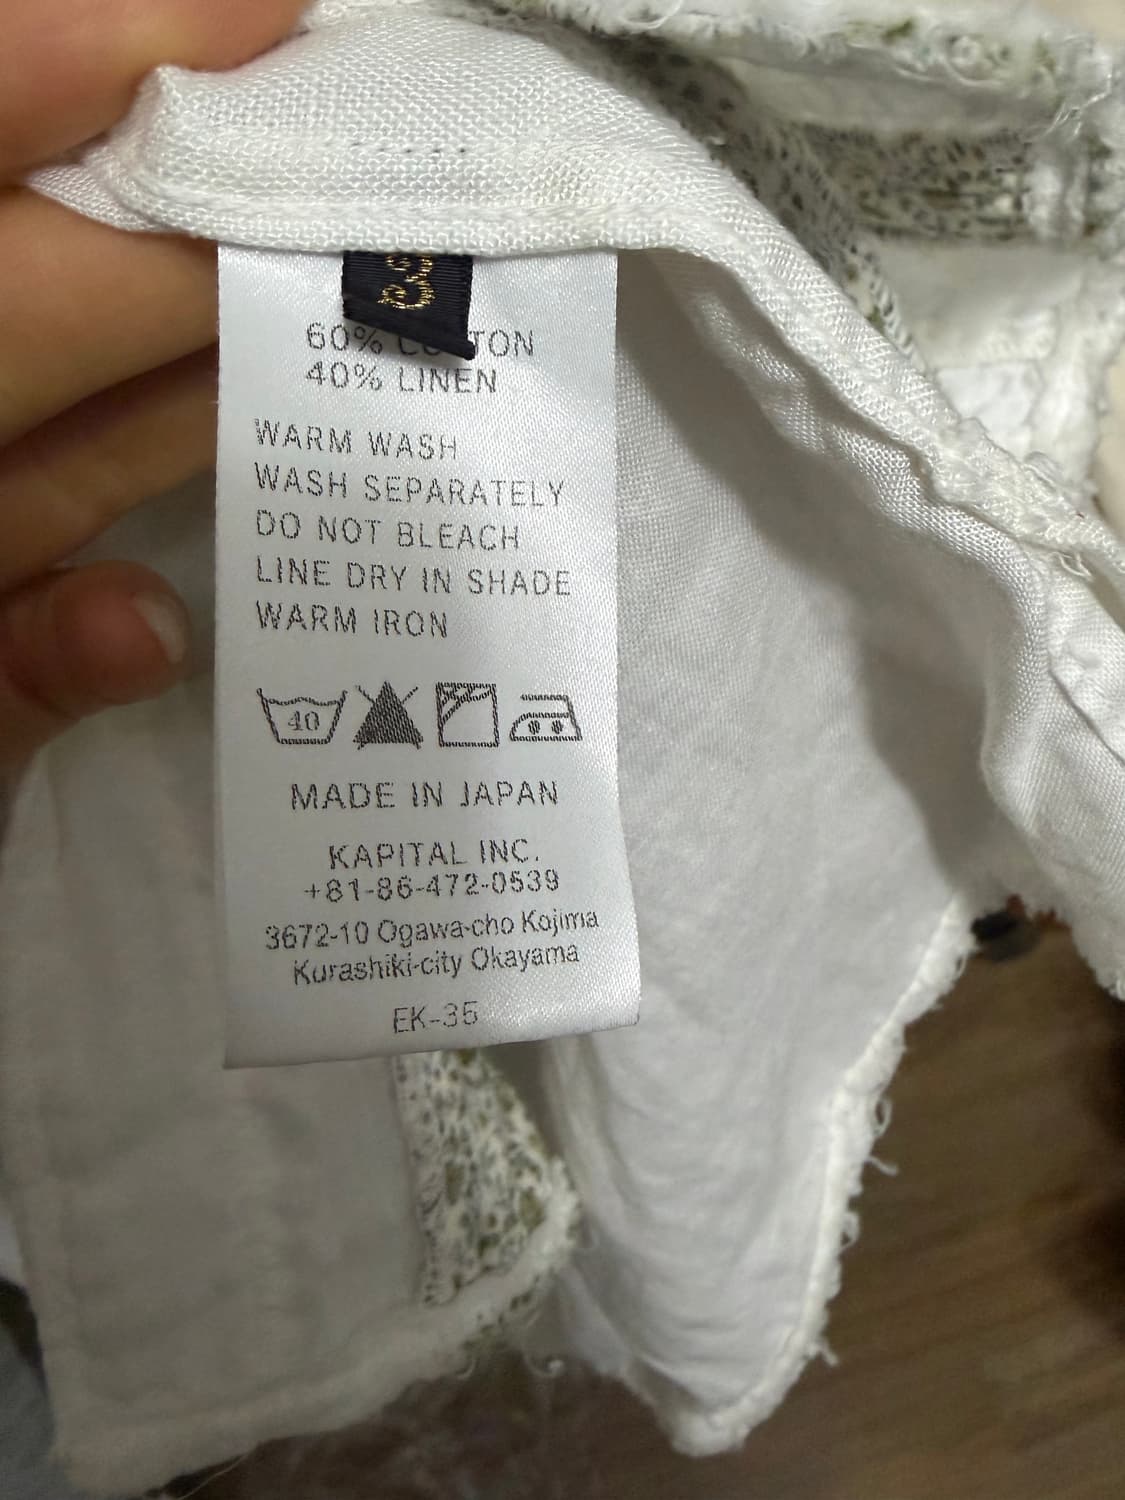 3
60% COTTON
40% LINEN
WARM WASH
WASH SEPARATELY
DO NOT BLEACH
LINE DRY IN SHADE
WARM IRON
40
MADE IN JAPAN
KAPITAL INC.
+81-86-472-0539
3672-10 Ogawa-cho Kojima
Kurashiki-city Okayama
EK-35